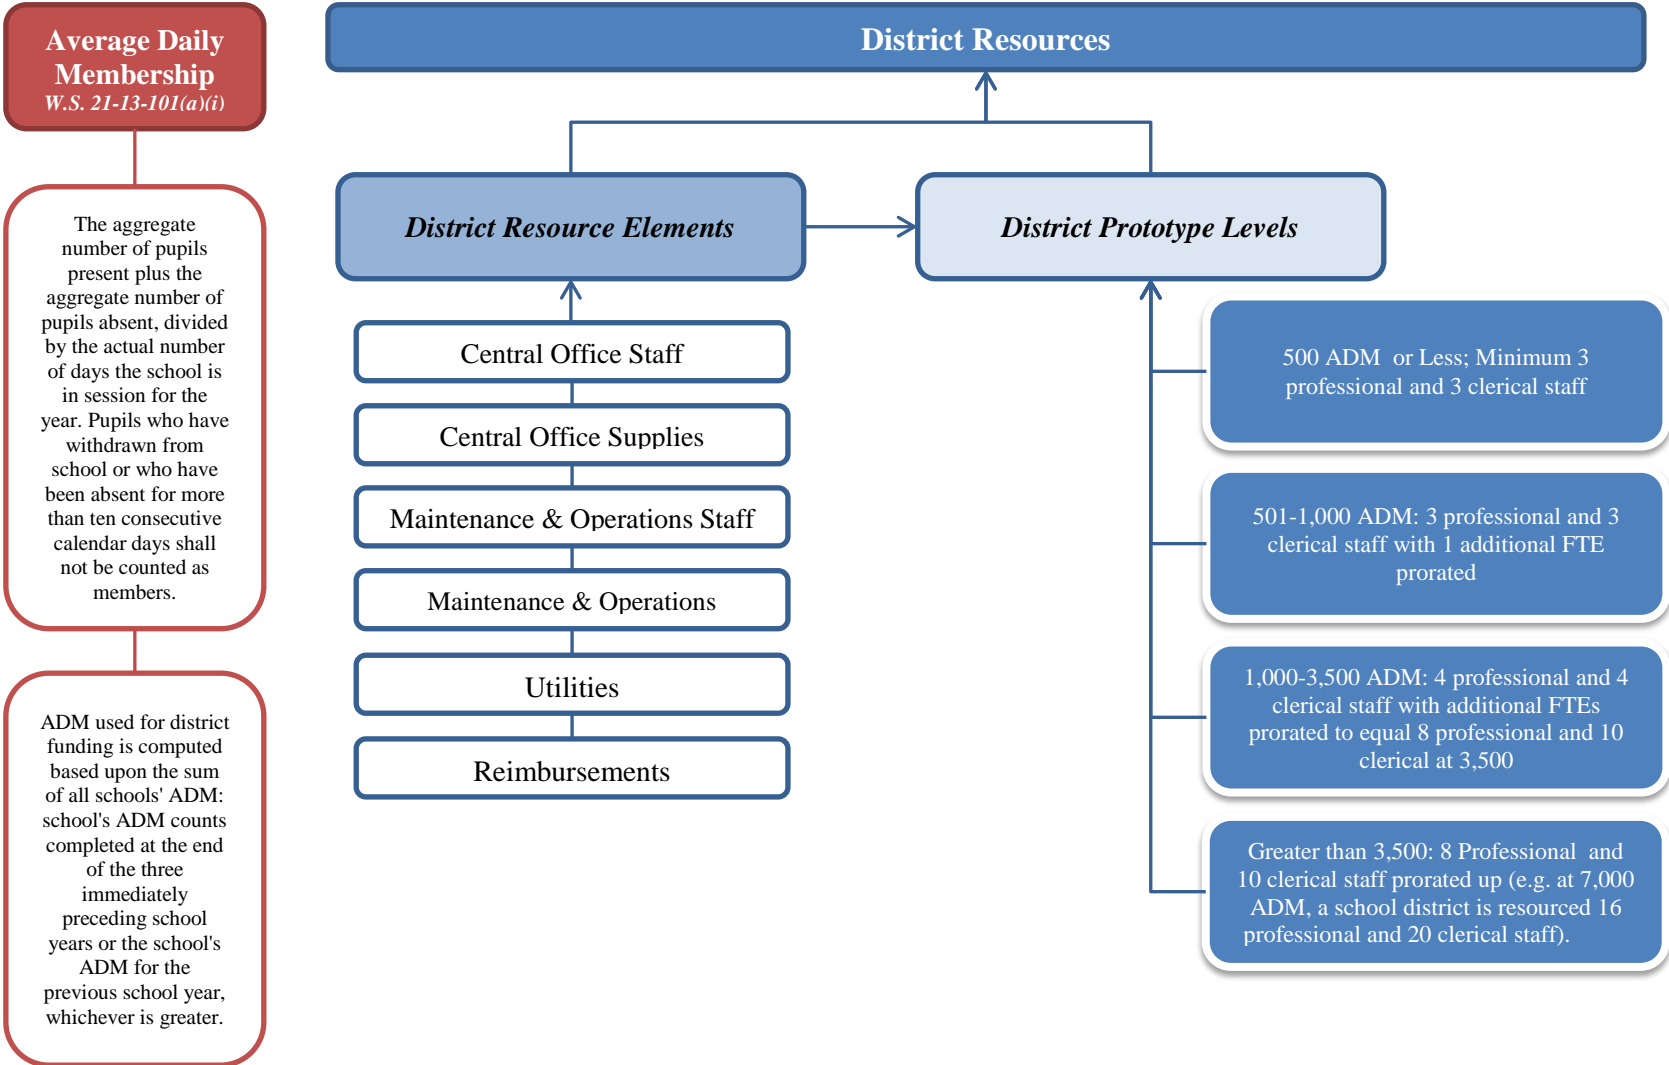 Average Daily
Membership
W.S. 21-13-101(a)(i)
The aggregate
number of pupils
present plus the
aggregate number of
pupils absent, divided
by the actual number
of days the school is
in session for the
year. Pupils who have
withdrawn from
school or who have
been absent for more
than ten consecutive
calendar days shall
not be counted as
members.
ADM used for district
funding is computed
based upon the sum
of all schools' ADM:
school's ADM counts
completed at the end
of the three
immediately
preceding school
years or the school's
ADM for the
previous school year,
whichever is greater.
District Resources
District Resource Elements
Central Office Staff
Central Office Supplies
Maintenance & Operations Staff
Maintenance & Operations
Utilities
Reimbursements
District Prototype Levels
500 ADM or Less; Minimum 3
professional and 3 clerical staff
501-1,000 ADM: 3 professional and 3
clerical staff with 1 additional FTE
prorated
1,000-3,500 ADM: 4 professional and 4
clerical staff with additional FTEs
prorated to equal 8 professional and 10
clerical at 3,500
Greater than 3,500: 8 Professional and
10 clerical staff prorated up (e.g. at 7,000
ADM, a school district is resourced 16
professional and 20 clerical staff).